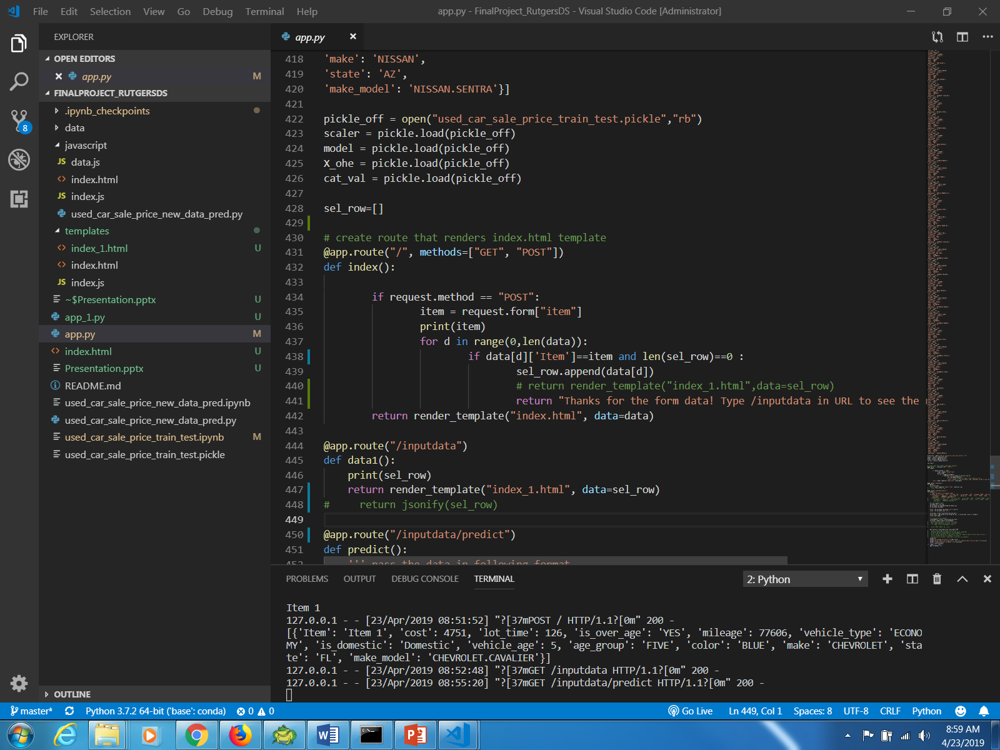 File Edit Selection View Go Debug Terminal Help
app.py - FinalProject_RutgersDS - Visual Studio Code [Administrator]
EXPLORER
OPEN EDITORS
app.py M
FINALPROJECT_RUTGERSDS
.ipynb_checkpoints
data
javascript
JS data.js
<> index.html
JS index.js
used_car_sale_price_new_data_pred.py
templates
<> index_1.html U
<> index.html
JS index.js
~$Presentation.pptx U
app_1.py U
app.py M
<> index.html U
Presentation.pptx U
README.md
used_car_sale_price_new_data_pred.ipynb
used_car_sale_price_new_data_pred.py
used_car_sale_price_train_test.ipynb M
used_car_sale_price_train_test.pickle
OUTLINE
8
app.py
418 'make': 'NISSAN',
419 'state': 'AZ',
420 'make_model': 'NISSAN.SENTRA'}]
421
422 pickle_off = open("used_car_sale_price_train_test.pickle","rb")
423 scaler = pickle.load(pickle_off)
424 model = pickle.load(pickle_off)
425 X_ohe = pickle.load(pickle_off)
426 cat_val = pickle.load(pickle_off)
427
428 sel_row=[]
429
430 # create route that renders index.html template
431 @app.route("/", methods=["GET", "POST"])
432 def index():
433
434 if request.method == "POST":
435 item = request.form["item"]
436 print(item)
437 for d in range(0,len(data)):
438 if data[d]['Item']==item and len(sel_row)==0 :
439 sel_row.append(data[d])
440 # return render_template("index_1.html",data=sel_row)
441 return "Thanks for the form data! Type /inputdata in URL to see the
442 return render_template("index.html", data=data)
443
444 @app.route("/inputdata")
445 def data1():
446 print(sel_row)
447 return render_template("index_1.html", data=sel_row)
448 # return jsonify(sel_row)
449
450 @app.route("/inputdata/predict")
451 def predict():
452 ''' pass the data in following format
PROBLEMS OUTPUT DEBUG CONSOLE TERMINAL
2: Python
Item 1
127.0.0.1 - - [23/Apr/2019 08:51:52] "?[37mPOST / HTTP/1.1?[0m" 200 -
[{'Item': 'Item 1', 'cost': 4751, 'lot_time': 126, 'is_over_age': 'YES', 'mileage': 77606, 'vehicle_type': 'ECONO
MY', 'is_domestic': 'Domestic', 'vehicle_age': 5, 'age_group': 'FIVE', 'color': 'BLUE', 'make': 'CHEVROLET', 'sta
te': 'FL', 'make_model': 'CHEVROLET.CAVALIER'}]
127.0.0.1 - - [23/Apr/2019 08:52:48] "?[37mGET /inputdata HTTP/1.1?[0m" 200 -
127.0.0.1 - - [23/Apr/2019 08:55:20] "?[37mGET /inputdata/predict HTTP/1.1?[0m" 200 -
master* Python 3.7.2 64-bit ('base': conda) 0 0 Go Live Ln 449, Col 1 Spaces: 8 UTF-8 CRLF Python
8:59 AM
4/23/2019